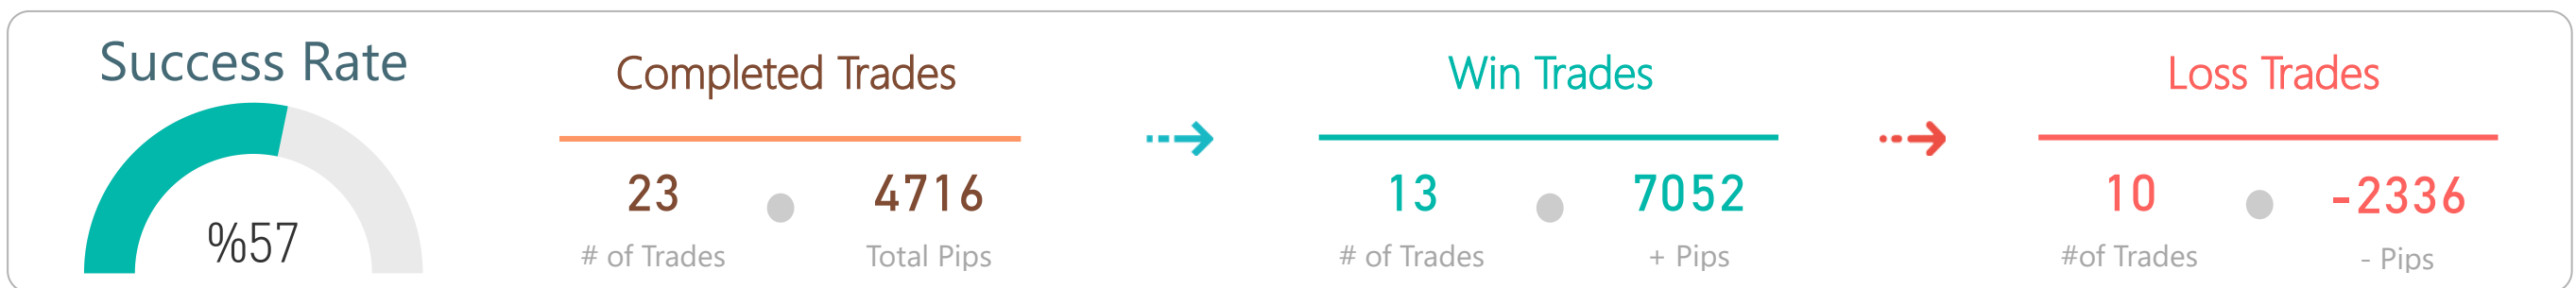 Success Rate
%57
Completed Trades
23 4716
# of Trades Total Pips
Win Trades
13 7052
# of Trades + Pips
Loss Trades
10 -2336
#of Trades - Pips